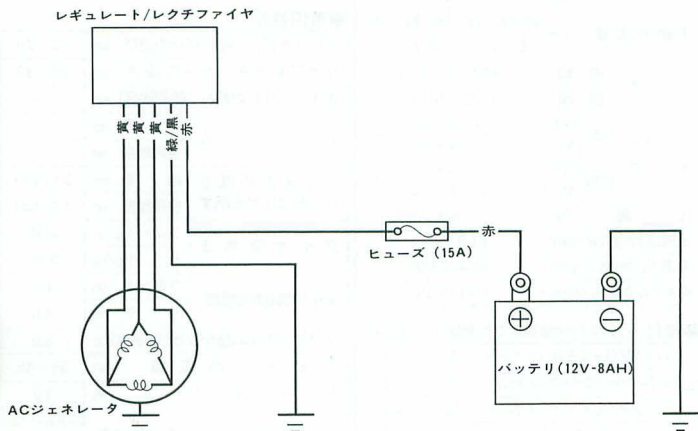 レギュレート/レクチファイヤ
黄
黄
黄
緑/黒
赤
ヒューズ (15A)
赤
⊕
⊖
バッテリ(12V-8AH)
ACジェネレータ